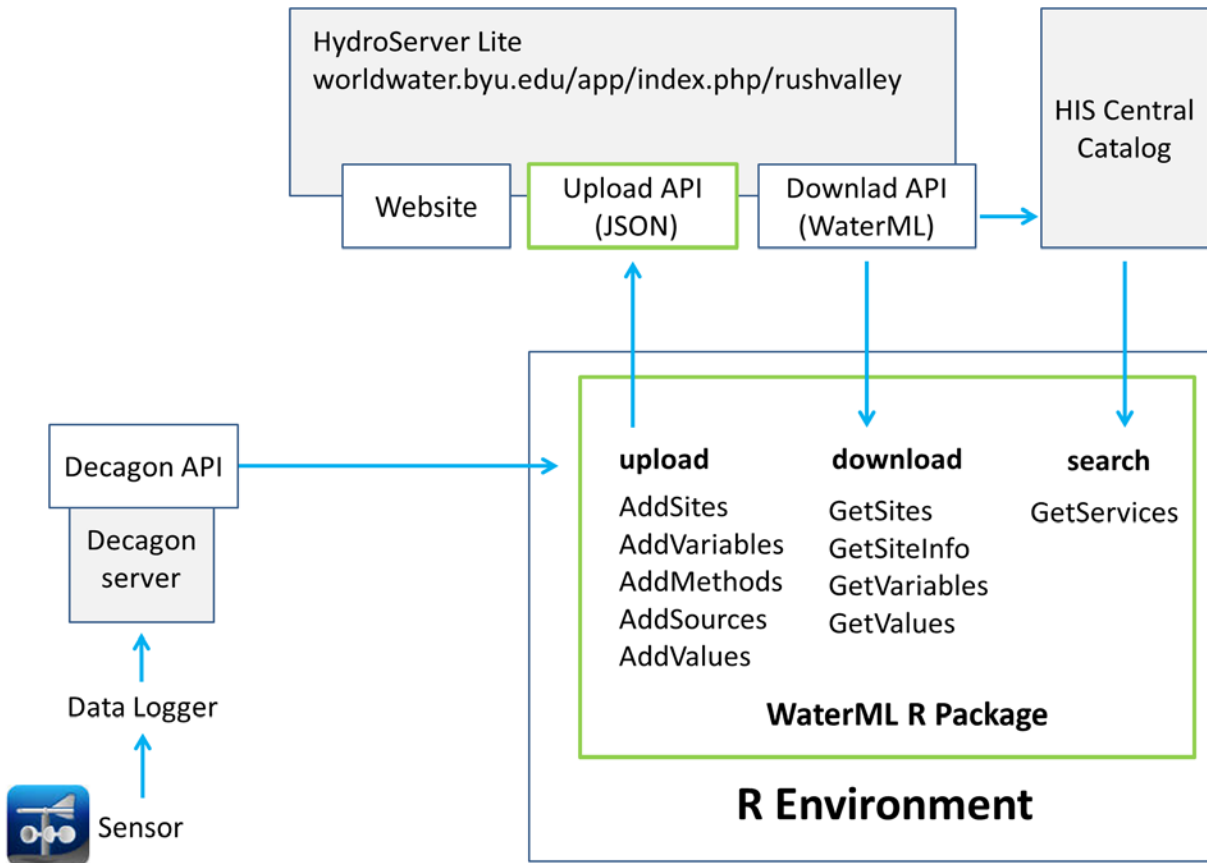 HydroServer Lite
worldwater.byu.edu/app/index.php/rushvalley
HIS Central
Catalog
Website
Upload API
(JSON)
Downlad API
(WaterML)
Decagon API
Decagon
server
Data Logger
Sensor
upload
AddSites
AddVariables
AddMethods
AddSources
AddValues
download
GetSites
GetSiteInfo
GetVariables
GetValues
search
GetServices
WaterML R Package
R Environment